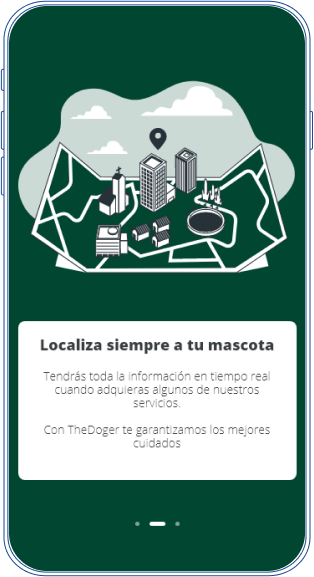 Localiza siempre a tu mascota
Tendrás toda la información en tiempo real
cuando adquieras algunos de nuestros
servicios.
Con TheDoger te garantizamos los mejores
cuidados